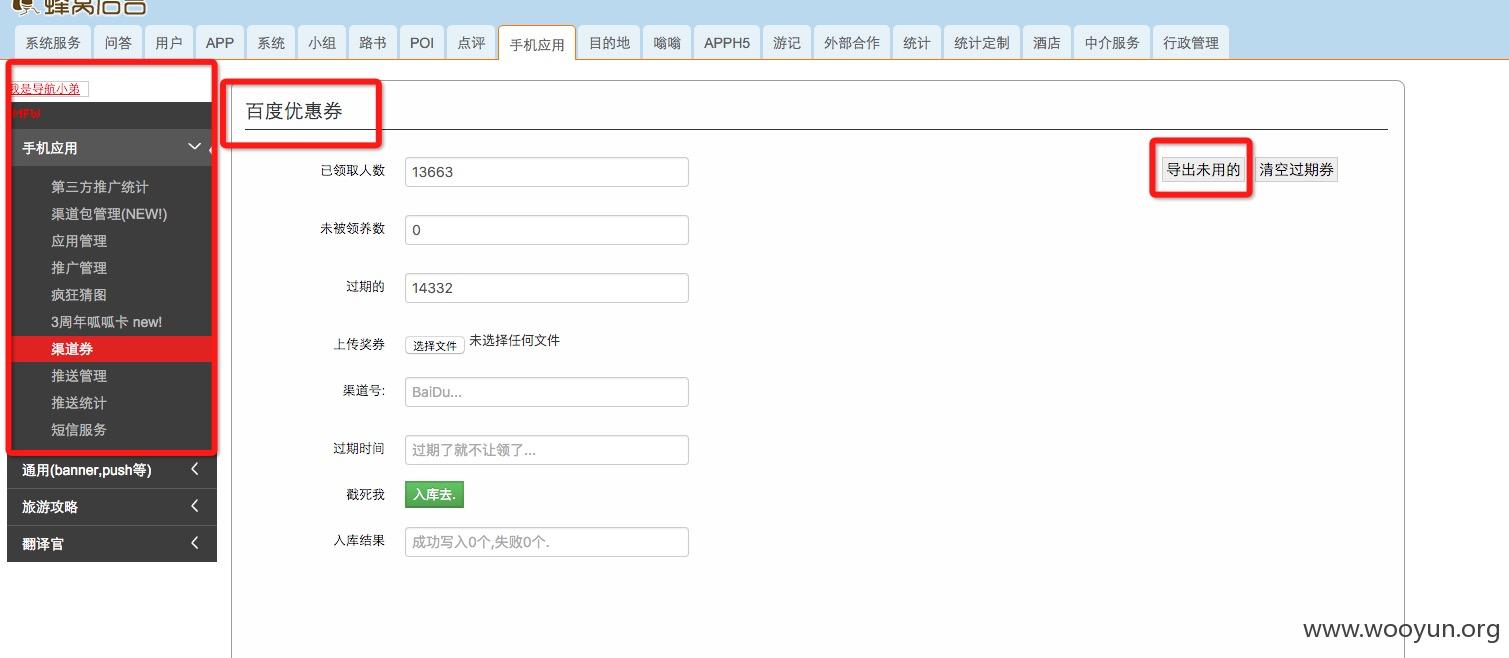 蜂窝后台
系统服务 问答 用户 APP 系统 小组 路书 POI 点评 手机应用 目的地 嗡嗡 APPH5 游记 外部合作 统计 统计定制 酒店 中介服务 行政管理
我是导航小弟
MFW
手机应用
第三方推广统计
渠道包管理(NEW!)
应用管理
推广管理
疯狂猜图
3周年呱呱卡 new!
渠道券
推送管理
推送统计
短信服务
通用(banner,push等)
旅游攻略
翻译官
百度优惠券
已领取人数 13663
导出未用的 清空过期券
未被领养数 0
过期的 14332
上传奖券 选择文件 未选择任何文件
渠道号: BaiDu...
过期时间 过期了就不让领了...
戳死我 入库去.
入库结果 成功写入0个,失败0个.
www.wooyun.org